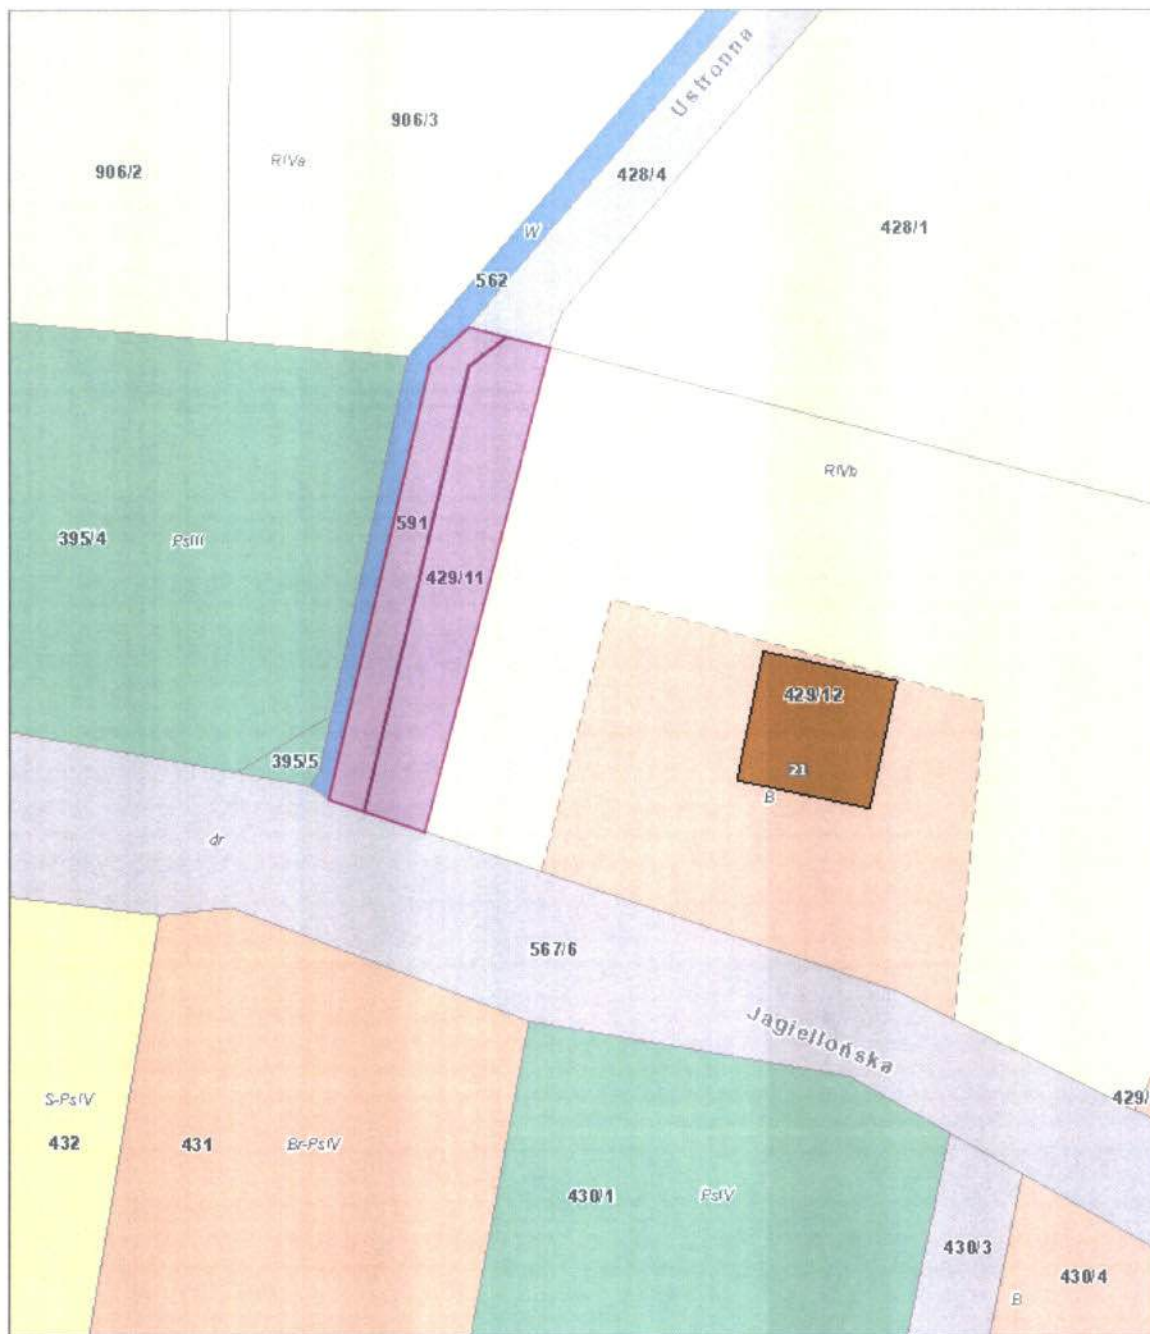 Ustronna
906/3
906/2
RIVa
428/4
428/1
W
562
RIVb
591
395/4
PsIII
429/11
429/12
395/5
21
B
dr
567/6
Jagiellońska
S-PsIV
432
431
Br-PsIV
430/1
PsIV
429/
430/3
430/4
B